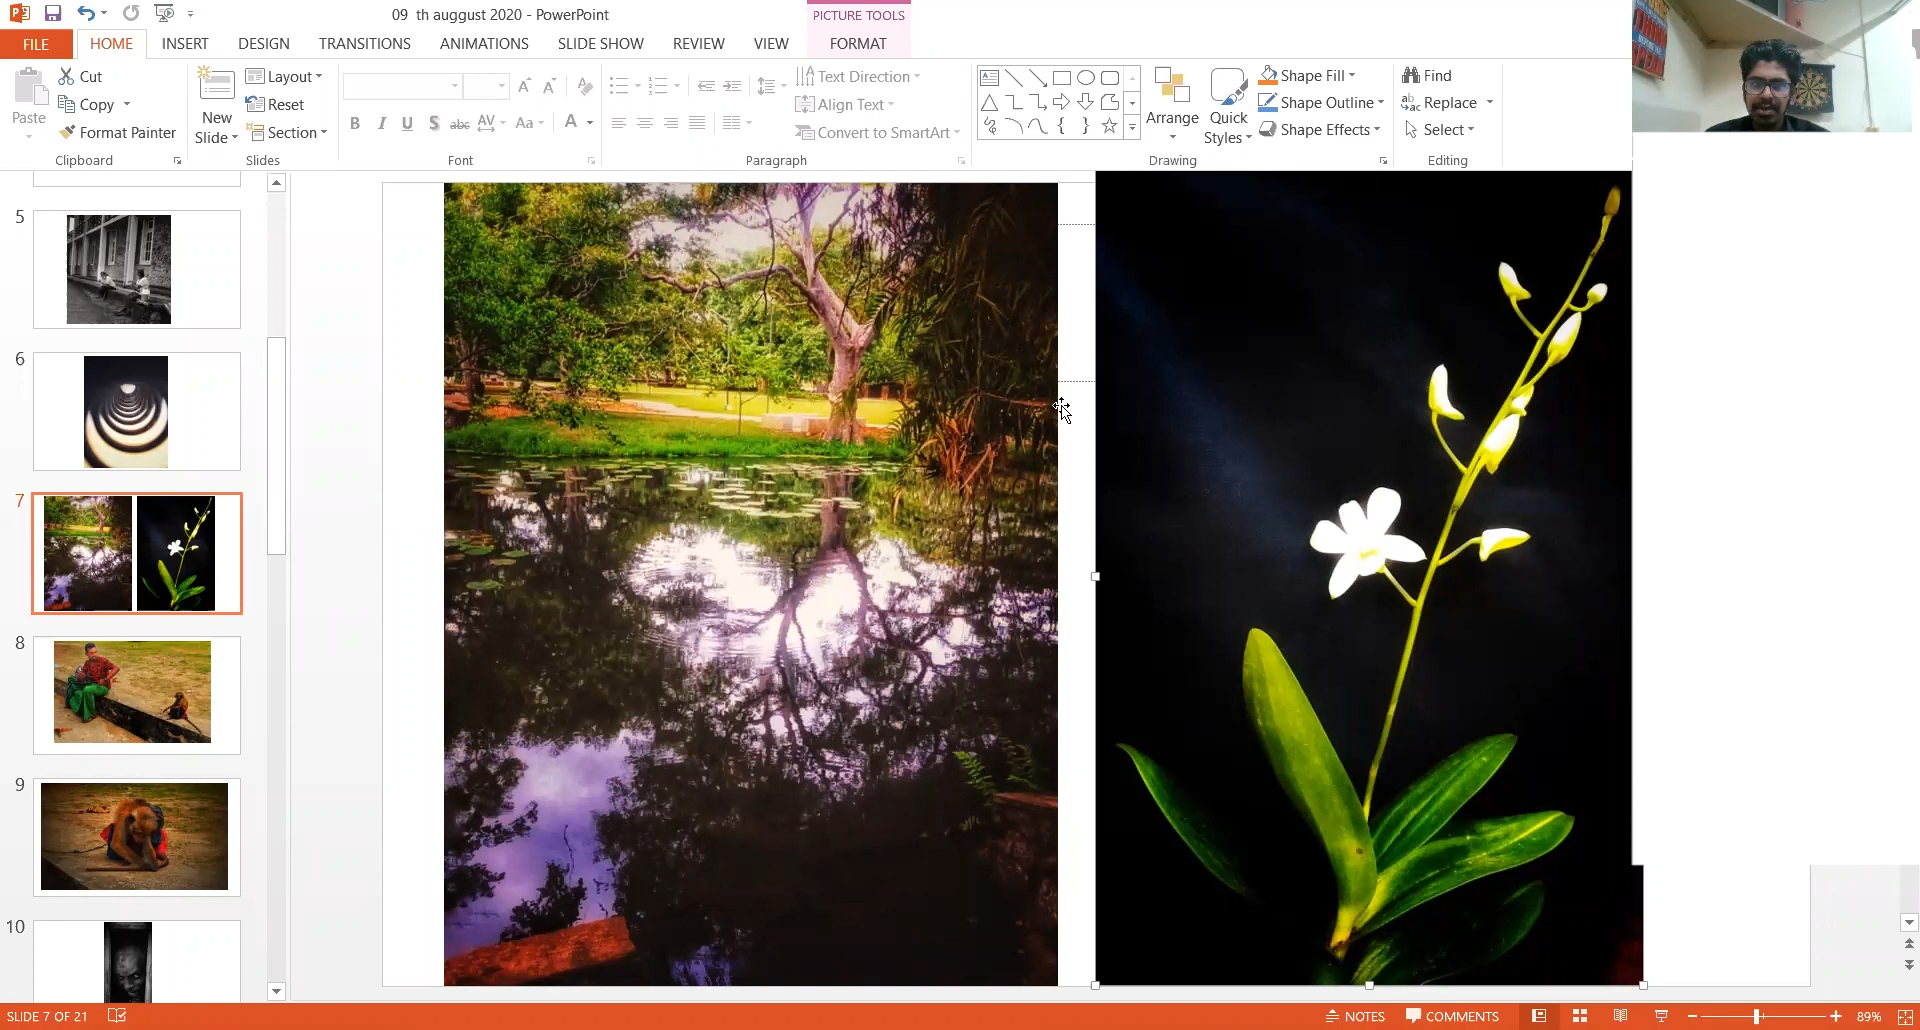 09 th auggust 2020 - PowerPoint
PICTURE TOOLS
FILE HOME INSERT DESIGN TRANSITIONS ANIMATIONS SLIDE SHOW REVIEW VIEW FORMAT
Paste
Cut
Copy
Format Painter
Clipboard
New
Slide
Layout
Reset
Section
Slides
B I U S abc AV Aa A
Font
Text Direction
Align Text
Convert to SmartArt
Paragraph
Arrange
Quick
Styles
Shape Fill
Shape Outline
Shape Effects
Drawing
Find
Replace
Select
Editing
5
6
7
8
9
10
SLIDE 7 OF 21
NOTES
COMMENTS
89%